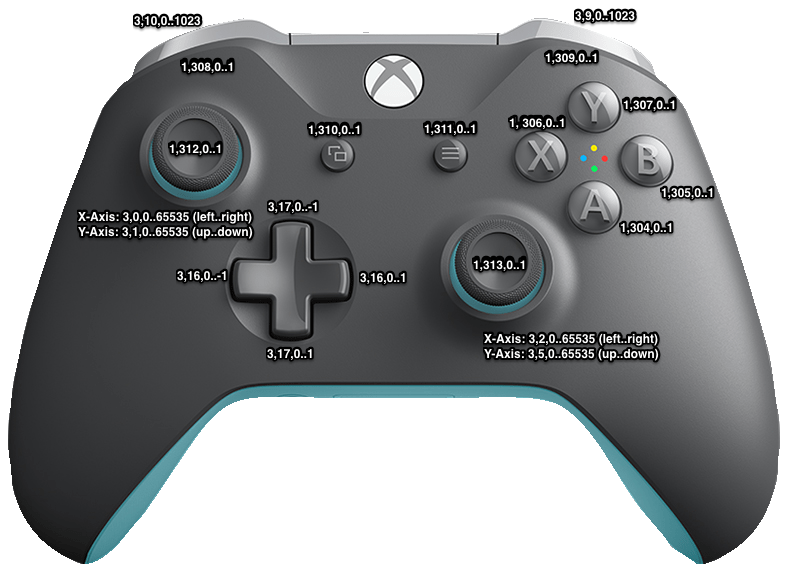 3,10,0..1023
3,9,0..1023
1,308,0..1
1,309,0..1
Y
1,307,0..1
1,310,0..1
1,311,0..1
1, 306,0..1
1,312,0..1
X
B
1,305,0..1
A
X-Axis: 3,0,0..65535 (left..right)
Y-Axis: 3,1,0..65535 (up..down)
3,17,0..-1
1,304,0..1
3,16,0..-1
3,16,0..1
1,313,0..1
X-Axis: 3,2,0..65535 (left..right)
Y-Axis: 3,5,0..65535 (up..down)
3,17,0..1